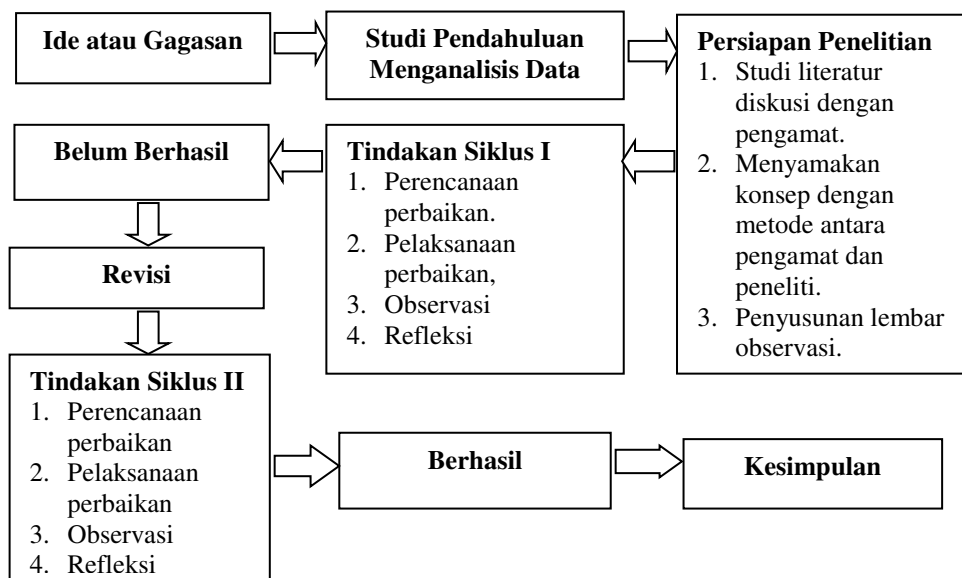 Ide atau Gagasan
Studi Pendahuluan
Menganalisis Data
Persiapan Penelitian
1. Studi literatur
diskusi dengan
pengamat.
2. Menyamakan
konsep dengan
metode antara
pengamat dan
peneliti.
3. Penyusunan lembar
observasi.
Tindakan Siklus I
1. Perencanaan
perbaikan.
2. Pelaksanaan
perbaikan,
3. Observasi
4. Refleksi
Belum Berhasil
Revisi
Tindakan Siklus II
1. Perencanaan
perbaikan
2. Pelaksanaan
perbaikan
3. Observasi
4. Refleksi
Berhasil
Kesimpulan